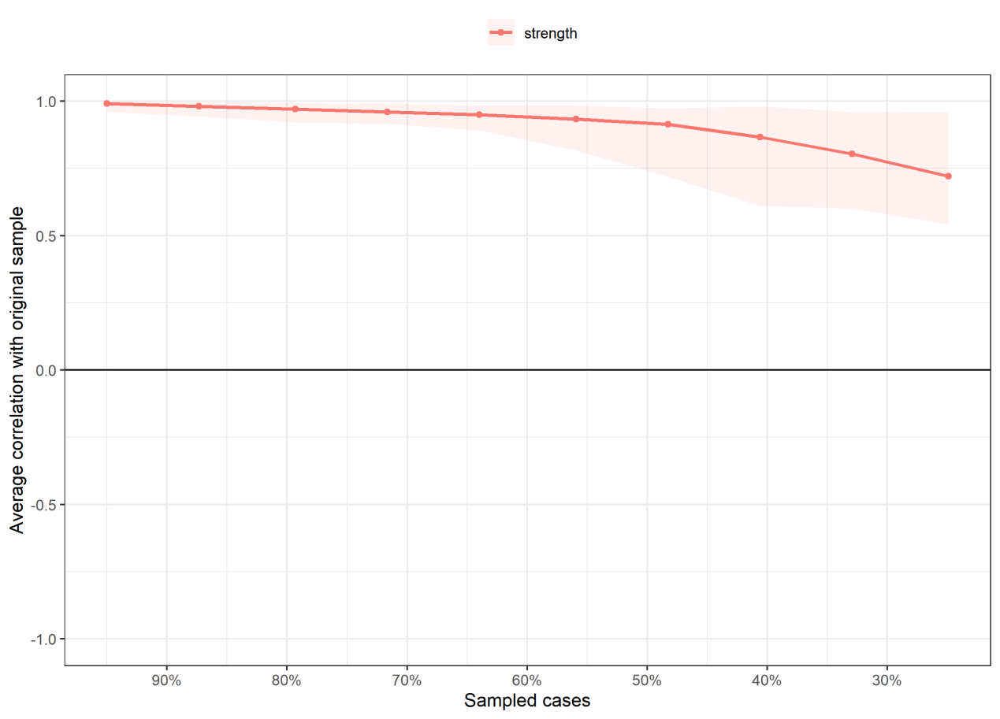 strength
Average correlation with original sample
1.0
0.5
0.0
-0.5
-1.0
90% 80% 70% 60% 50% 40% 30%
Sampled cases